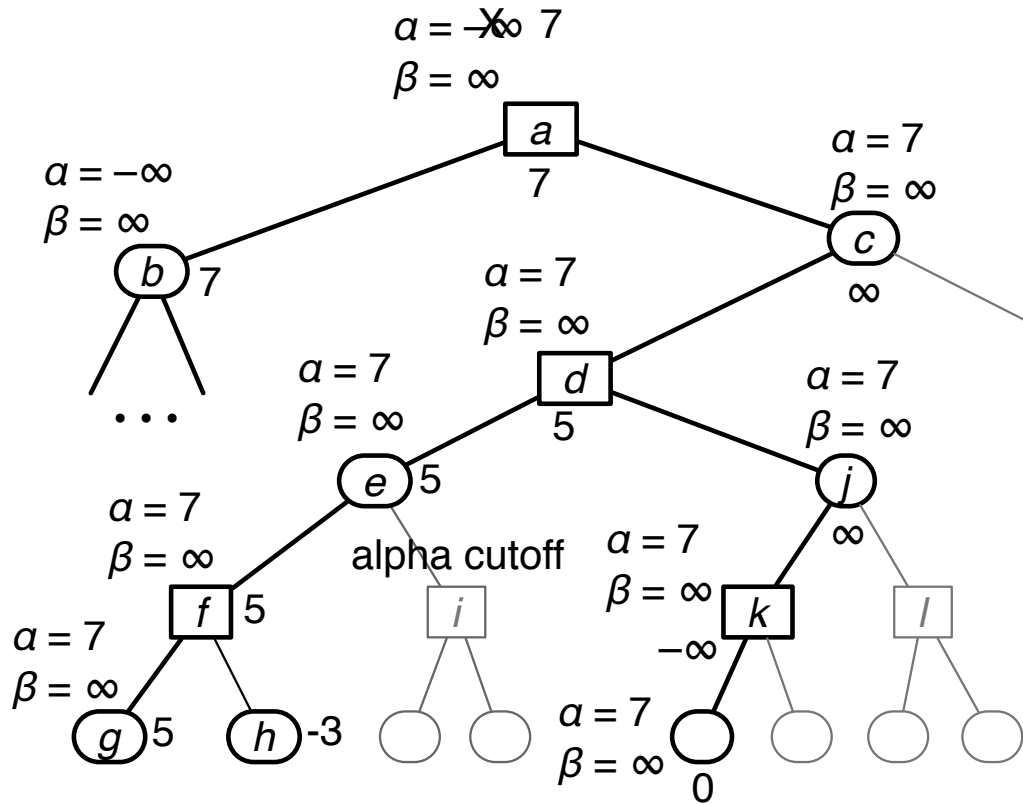 α = –∞ 7
X
β = ∞
a
7
α = 7
β = ∞
c
∞
α = –∞
β = ∞
b
7
. . .
α = 7
β = ∞
d
5
α = 7
β = ∞
e
5
α = 7
β = ∞
j
∞
alpha cutoff
α = 7
β = ∞
f
5
i
α = 7
β = ∞
k
–∞
l
α = 7
β = ∞
g
5
h
-3
α = 7
β = ∞
0